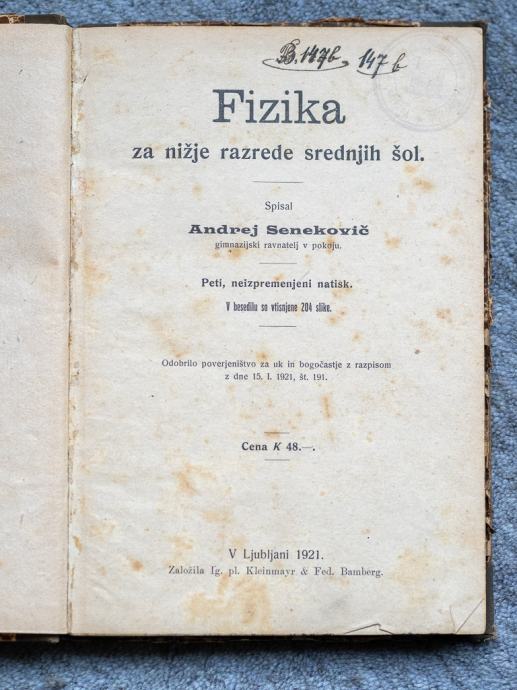 B. 147b, 147 b
Fizika
za nižje razrede srednjih šol.
Spisal
Andrej Senekovič
gimnazijski ravnatelj v pokoju.
Peti, neizpremenjeni natisk.
V besedilu so vtisnjene 204 slike.
Odobrilo poverjeništvo za uk in bogočastje z razpisom
z dne 15. I. 1921, št. 191.
Cena K 48.—.
V Ljubljani 1921.
Založila Ig. pl. Kleinmayr & Fed. Bamberg.